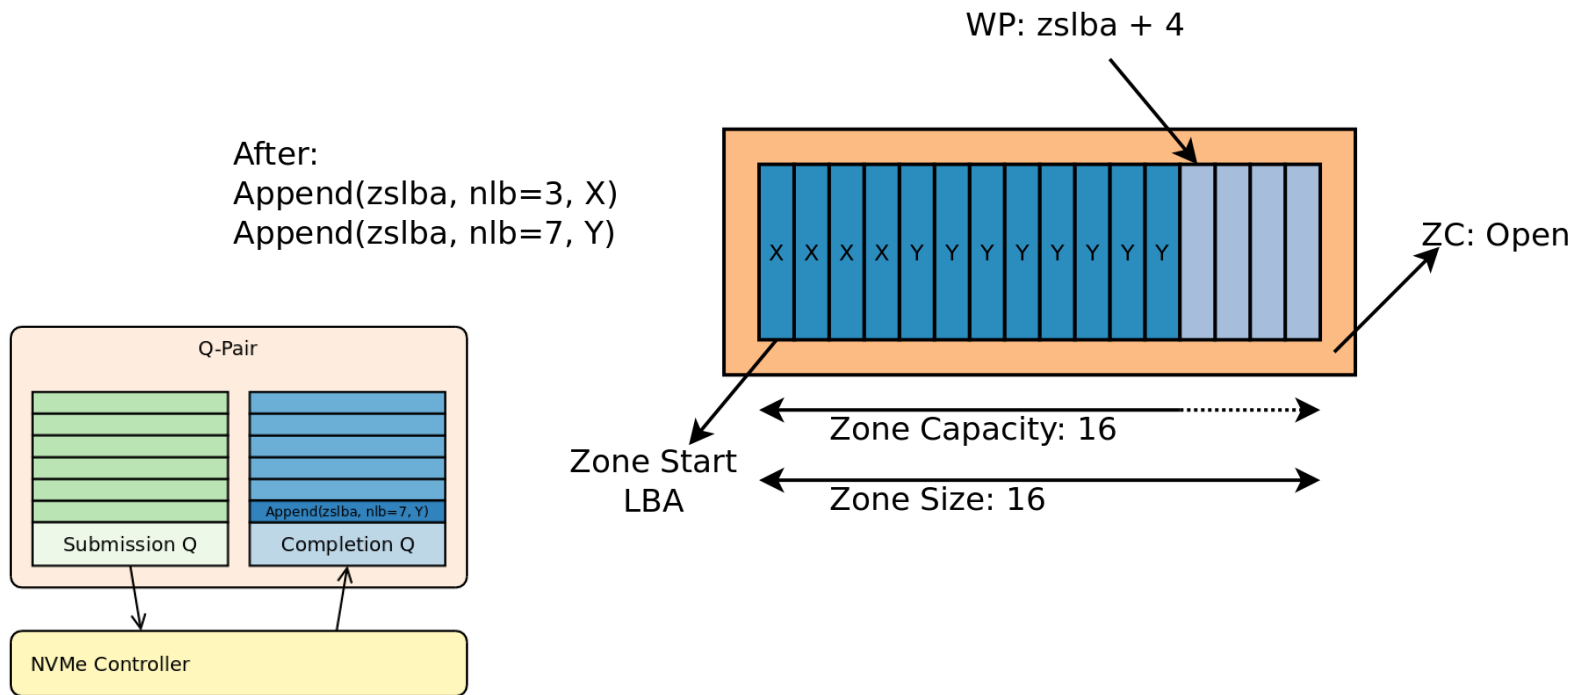 WP: zslba + 4
After:
Append(zslba, nlb=3, X)
Append(zslba, nlb=7, Y)
X X X X Y Y Y Y Y Y Y Y
ZC: Open
Zone Capacity: 16
Zone Start
LBA
Zone Size: 16
Q-Pair
Append(zslba, nlb=7, Y)
Submission Q
Completion Q
NVMe Controller